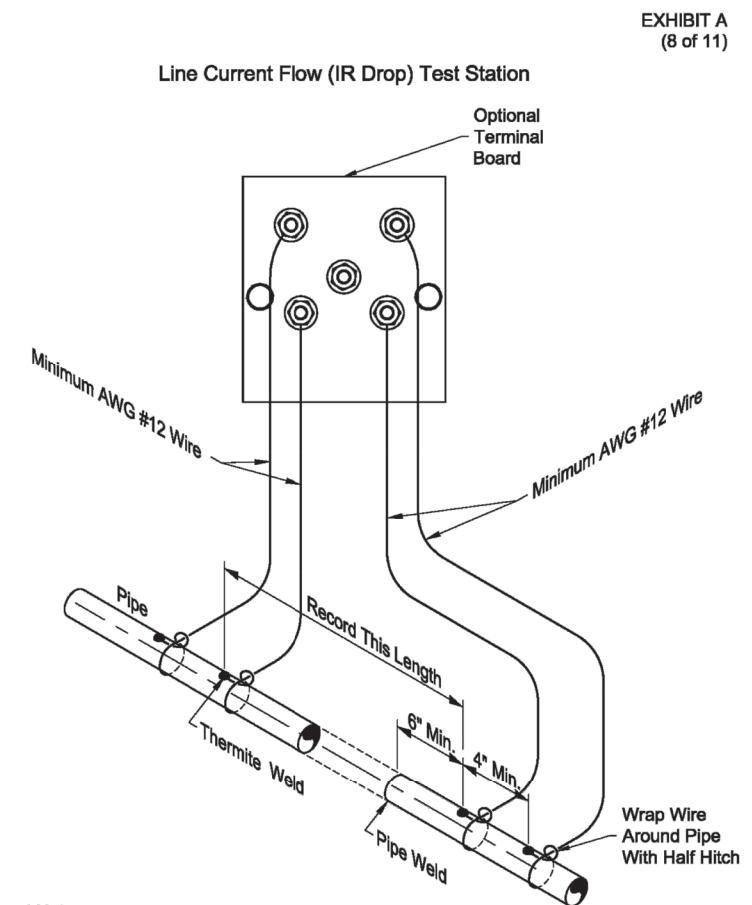 EXHIBIT A
(8 of 11)
Line Current Flow (IR Drop) Test Station
Optional
Terminal
Board
Minimum AWG #12 Wire
Minimum AWG #12 Wire
Pipe
Record This Length
6" Min.
4" Min.
Thermite Weld
Pipe Weld
Wrap Wire
Around Pipe
With Half Hitch